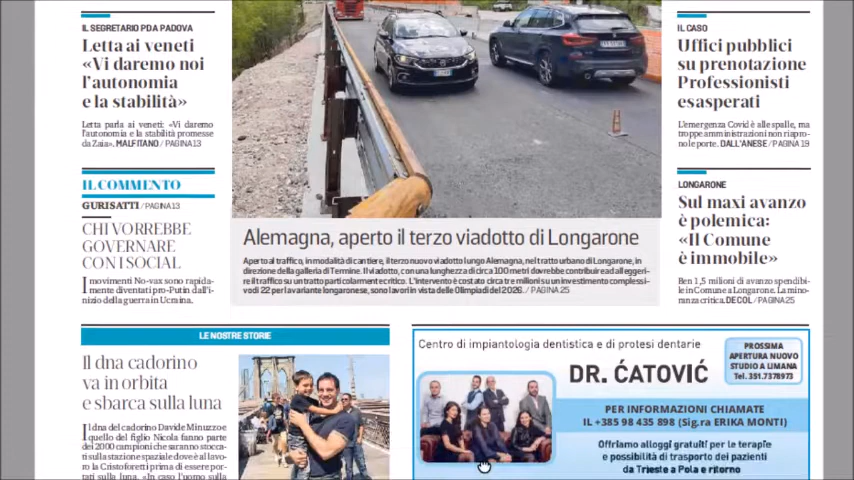 IL SEGRETARIO PD A PADOVA
Letta ai veneti
«Vi daremo noi
l'autonomia
e la stabilità»
Letta parla ai veneti: «Vi daremo
l'autonomia e la stabilità promesse
da Zaia». MALFITANO / PAGINA 13
IL COMMENTO
GURISATTI / PAGINA 13
CHI VORREBBE
GOVERNARE
CON I SOCIAL
I movimenti No-vax sono rapida-
mente diventati pro-Putin dall'i-
nizio della guerra in Ucraina.
Alemagna, aperto il terzo viadotto di Longarone
Aperto al traffico, in modalità di cantiere, il terzo nuovo viadotto lungo Alemagna, nel tratto urbano di Longarone, in
direzione della galleria di Termine. Il viadotto, con una lunghezza di circa 100 metri dovrebbe contribuire ad alleggeri-
re il traffico su un tratto particolarmente critico. L'intervento è costato circa tre milioni su un investimento complessi-
vo di 22 per la variante longaronese, sono lavori in vista delle Olimpiadi del 2026. / PAGINA 25
IL CASO
Uffici pubblici
su prenotazione
Professionisti
esasperati
L'emergenza Covid è alle spalle, ma
troppe amministrazioni non riapro-
no le porte. DALL'ANESE / PAGINA 19
LONGARONE
Sul maxi avanzo
è polemica:
«Il Comune
è immobile»
Ben 1,5 milioni di avanzo spendibi-
le in Comune a Longarone. La mino-
ranza critica. DE COL / PAGINA 25
LE NOSTRE STORIE
Il dna cadorino
va in orbita
e sbarca sulla luna
Il dna del cadorino Davide Minuzzo e
quello del figlio Nicola fanno parte
dei 2000 campioni che saranno stocca-
ti sulla stazione spaziale dove è al lavo-
ro la Cristoforetti prima di essere por-
tati sulla luna. «In caso l'uomo sulla
Centro di impiantologia dentistica e di protesi dentarie
DR. ĆATOVIĆ
PROSSIMA
APERTURA NUOVO
STUDIO A LIMANA
Tel. 351.7378973
PER INFORMAZIONI CHIAMATE
IL +385 98 435 898 (Sig.ra ERIKA MONTI)
Offriamo alloggi gratuiti per le terapie
e possibilità di trasporto dei pazienti
da Trieste a Pola e ritorno